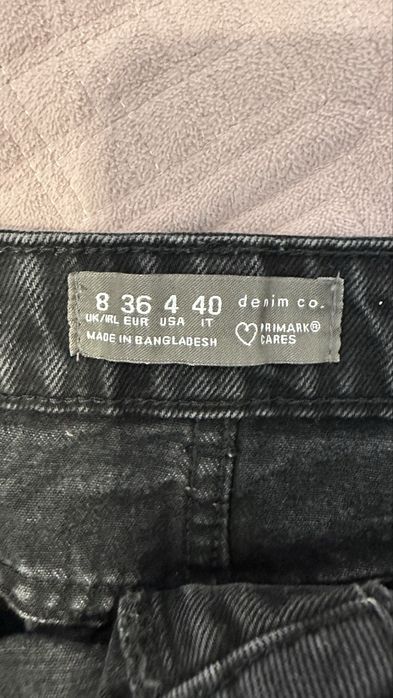 8 36 4 40 denim co.
UK/IRL EUR USA IT
PRIMARK®
MADE IN BANGLADESH CARES